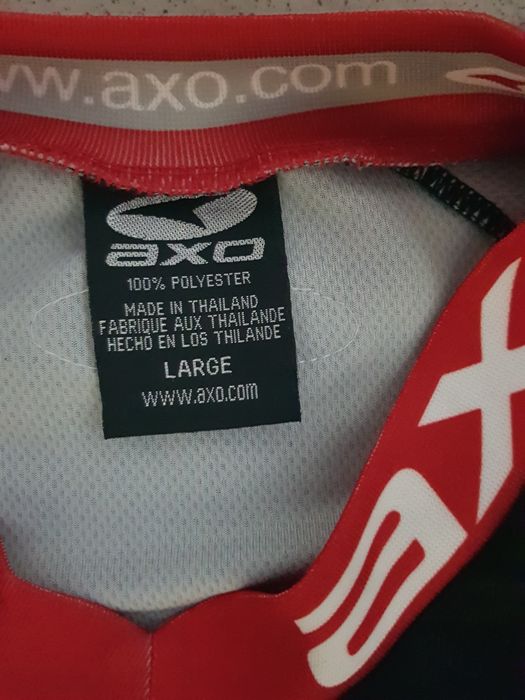 ww.axo.com
axo
100% POLYESTER
MADE IN THAILAND
FABRIQUE AUX THAILANDE
HECHO EN LOS THILANDE
LARGE
www.axo.com
ax